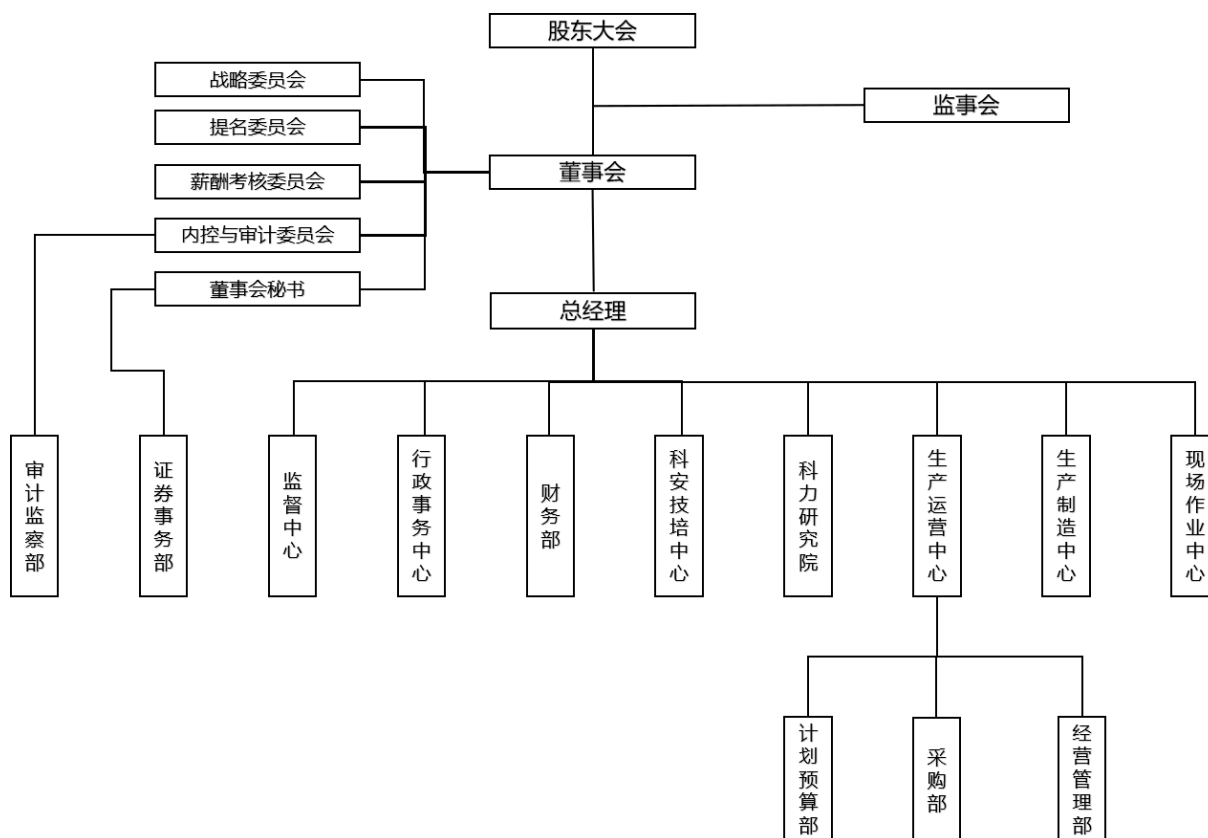 股东大会
战略委员会
监事会
提名委员会
董事会
薪酬考核委员会
内控与审计委员会
董事会秘书
总经理
审计监察部
证券事务部
监督中心
行政事务中心
财务部
科安技培中心
科力研究院
生产运营中心
生产制造中心
现场作业中心
计划预算部
采购部
经营管理部